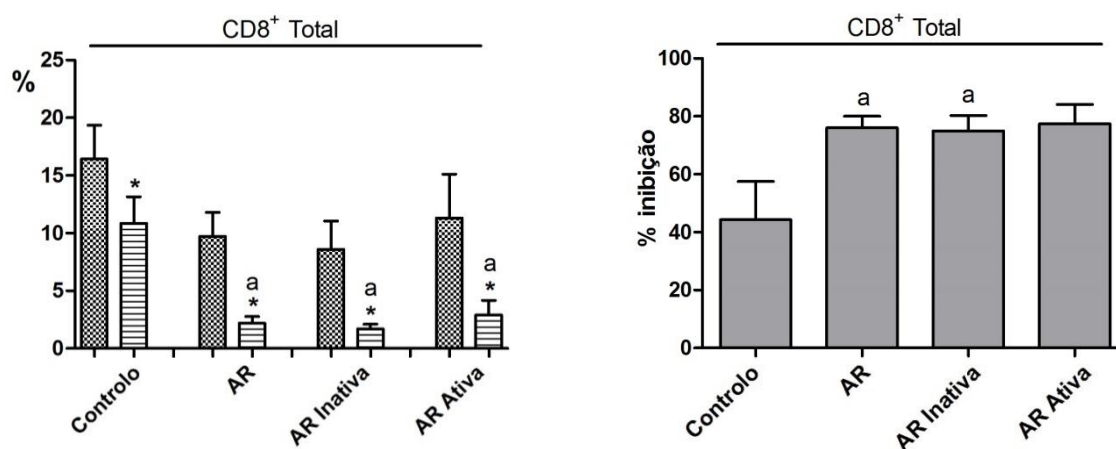 CD8⁺ Total
%
25
20
15
10
5
0
*
a
*
a
*
a
*
Controlo
AR
AR Inativa
AR Ativa
CD8⁺ Total
% inibição
100
80
60
40
20
0
a
a
Controlo
AR
AR Inativa
AR Ativa